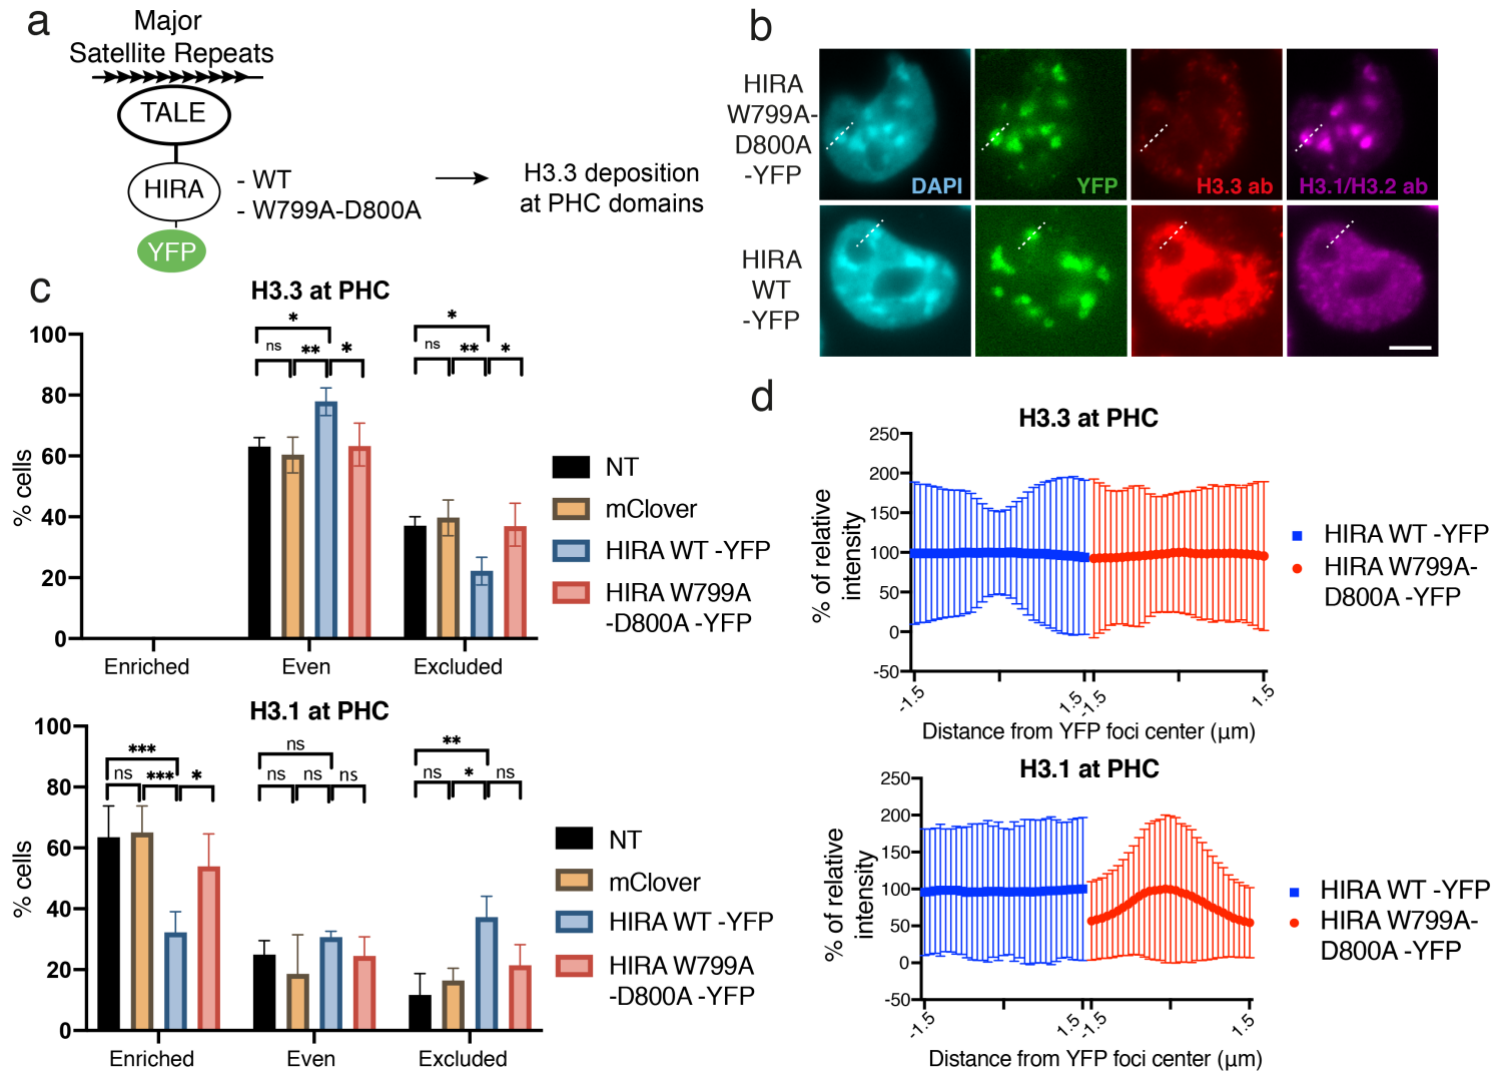 a
Major
Satellite Repeats
TALE
HIRA
- WT
- W799A-D800A
YFP
H3.3 deposition
at PHC domains
b
HIRA
W799A-
D800A
-YFP
DAPI
YFP
H3.3 ab
H3.1/H3.2 ab
HIRA
WT
-YFP
c
H3.3 at PHC
100
80
60
40
20
0
% cells
*
ns
**
*
*
ns
**
*
Enriched
Even
Excluded
NT
mClover
HIRA WT -YFP
HIRA W799A
-D800A -YFP
H3.1 at PHC
100
80
60
40
20
0
% cells
***
ns
***
*
ns
ns
ns
ns
**
ns
*
ns
Enriched
Even
Excluded
NT
mClover
HIRA WT -YFP
HIRA W799A
-D800A -YFP
d
H3.3 at PHC
250
200
150
100
50
0
-50
% of relative
intensity
-1.5
1.5
-1.5
1.5
Distance from YFP foci center (µm)
HIRA WT -YFP
HIRA W799A-
D800A -YFP
H3.1 at PHC
250
200
150
100
50
0
-50
% of relative
intensity
-1.5
1.5
-1.5
1.5
Distance from YFP foci center (µm)
HIRA WT -YFP
HIRA W799A-
D800A -YFP